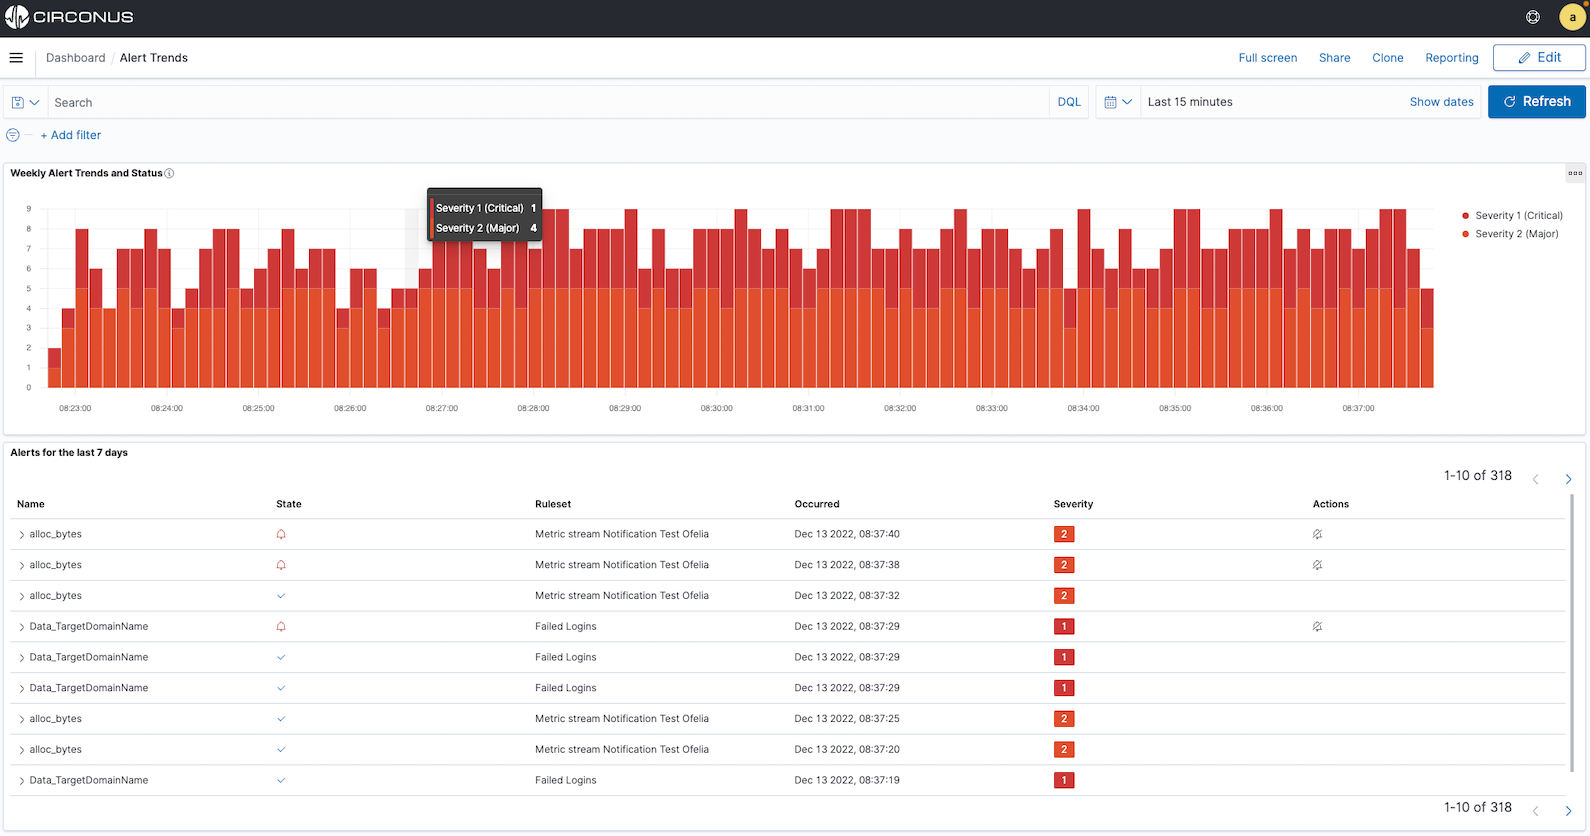 CIRCONUS
a
Dashboard / Alert Trends
Full screen Share Clone Reporting Edit
Search DQL Last 15 minutes Show dates Refresh
+ Add filter
Weekly Alert Trends and Status
Severity 1 (Critical) 1
Severity 2 (Major) 4
9
8
7
6
5
4
3
2
1
0
08:23:00 08:24:00 08:25:00 08:26:00 08:27:00 08:28:00 08:29:00 08:30:00 08:31:00 08:32:00 08:33:00 08:34:00 08:35:00 08:36:00 08:37:00
Severity 1 (Critical)
Severity 2 (Major)
Alerts for the last 7 days
1-10 of 318
Name State Ruleset Occurred Severity Actions
alloc_bytes Metric stream Notification Test Ofelia Dec 13 2022, 08:37:40 2
alloc_bytes Metric stream Notification Test Ofelia Dec 13 2022, 08:37:38 2
alloc_bytes Metric stream Notification Test Ofelia Dec 13 2022, 08:37:32 2
Data_TargetDomainName Failed Logins Dec 13 2022, 08:37:29 1
Data_TargetDomainName Failed Logins Dec 13 2022, 08:37:29 1
Data_TargetDomainName Failed Logins Dec 13 2022, 08:37:29 1
alloc_bytes Metric stream Notification Test Ofelia Dec 13 2022, 08:37:25 2
alloc_bytes Metric stream Notification Test Ofelia Dec 13 2022, 08:37:20 2
Data_TargetDomainName Failed Logins Dec 13 2022, 08:37:19 1
1-10 of 318